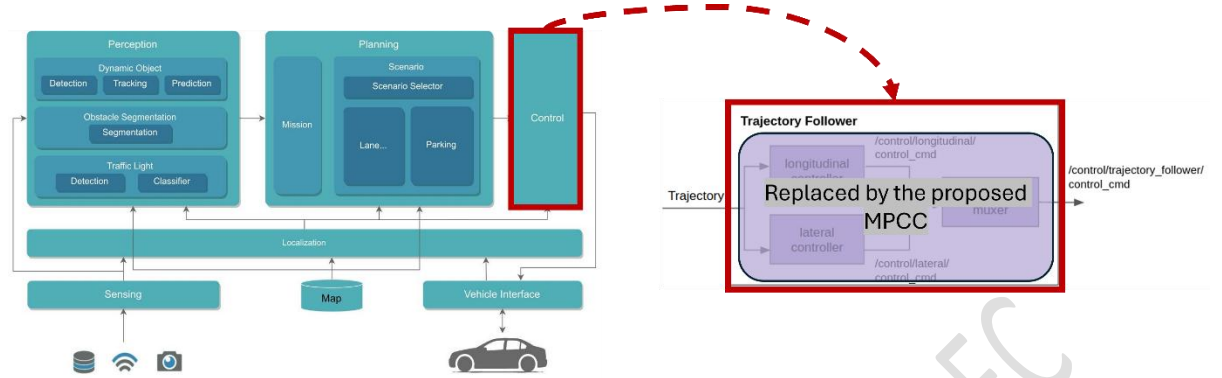 Perception
Dynamic Object
Detection
Tracking
Prediction
Obstacle Segmentation
Segmentation
Traffic Light
Detection
Classifier
Planning
Mission
Scenario
Scenario Selector
Lane...
Parking
Control
Localization
Sensing
Map
Vehicle Interface
Trajectory Follower
Trajectory
/control/longitudinal/
control_cmd
longitudinal
controller
Replaced by the proposed
MPCC
muxer
lateral
controller
/control/lateral/
control_cmd
/control/trajectory_follower/
control_cmd